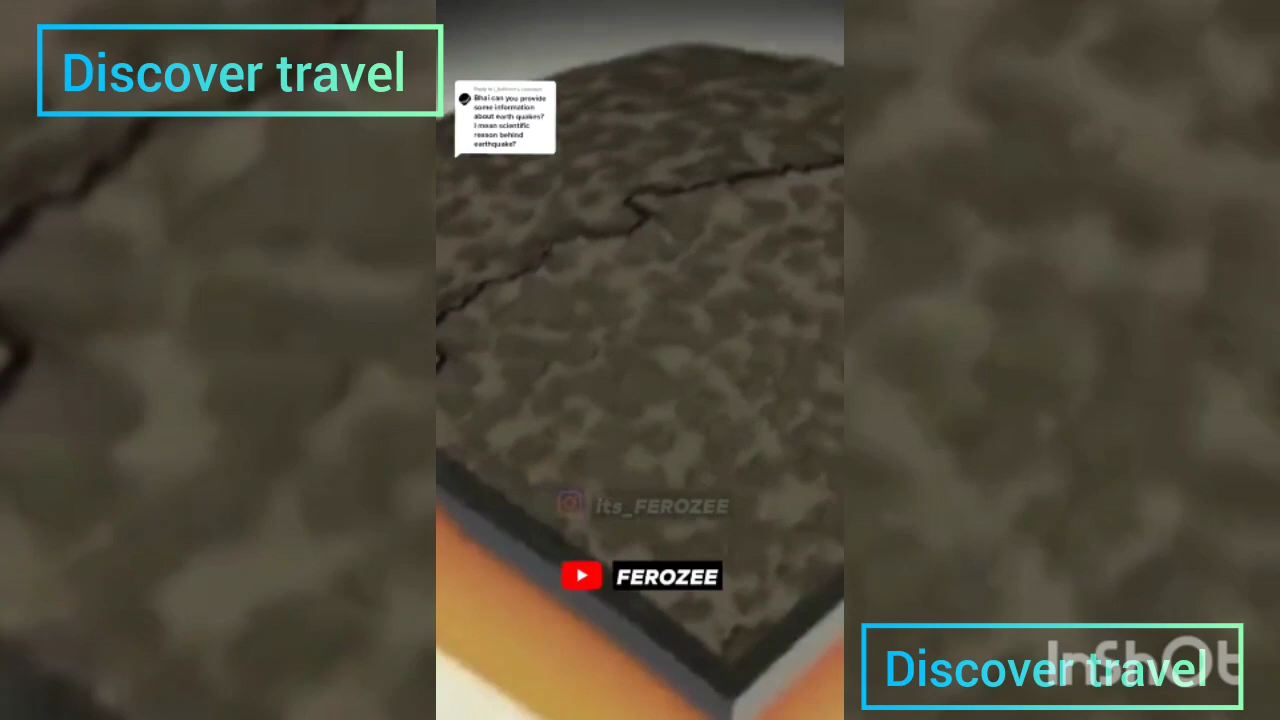 Discover travel
Bhai can you provide
some information
about earth quakes?
I mean scientific
reason behind
earthquake?
its_FEROZEE
FEROZEE
Discover travel
InShOt